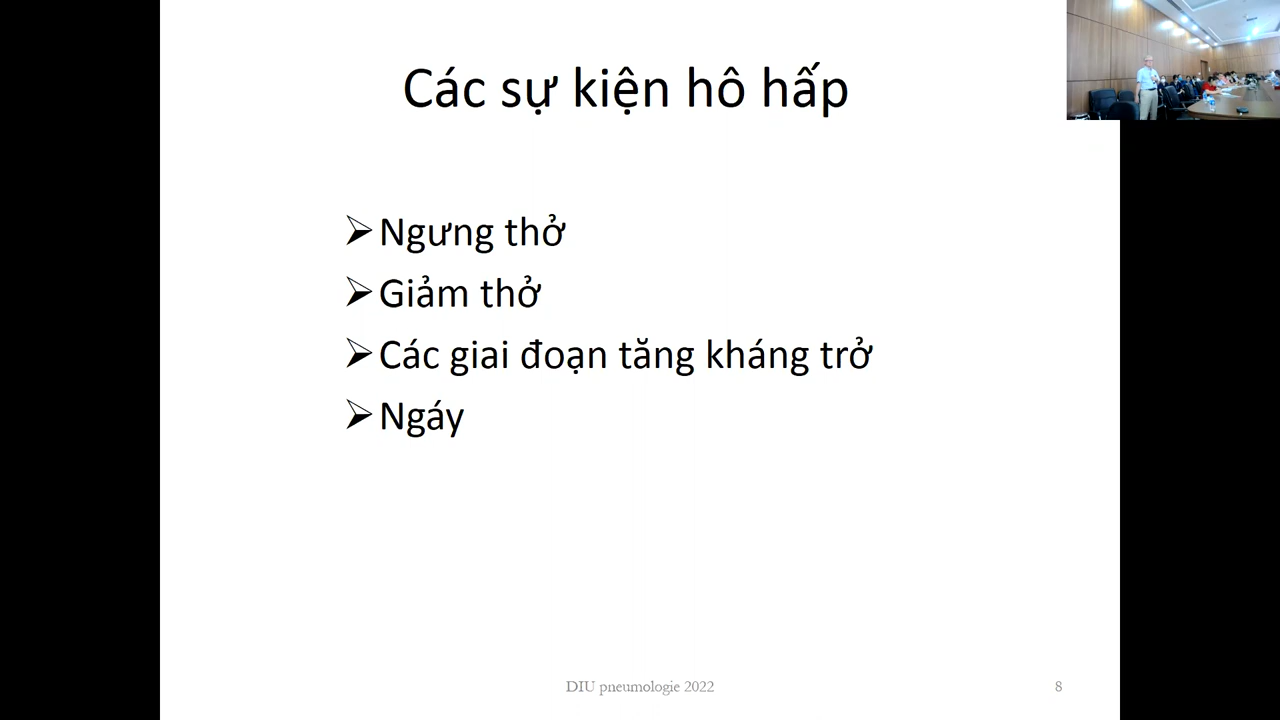 Các sự kiện hô hấp
Ngưng thở
Giảm thở
Các giai đoạn tăng kháng trở
Ngáy
DIU pneumologie 2022
8